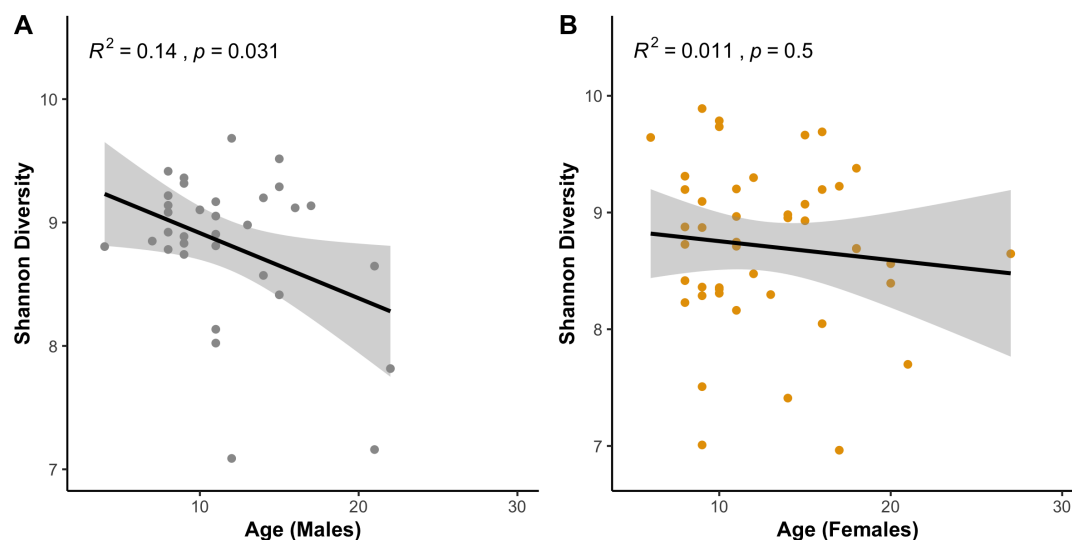 A
R² = 0.14 , p = 0.031
10
9
8
7
Shannon Diversity
10 20 30
Age (Males)
B
R² = 0.011 , p = 0.5
10
9
8
7
Shannon Diversity
10 20 30
Age (Females)